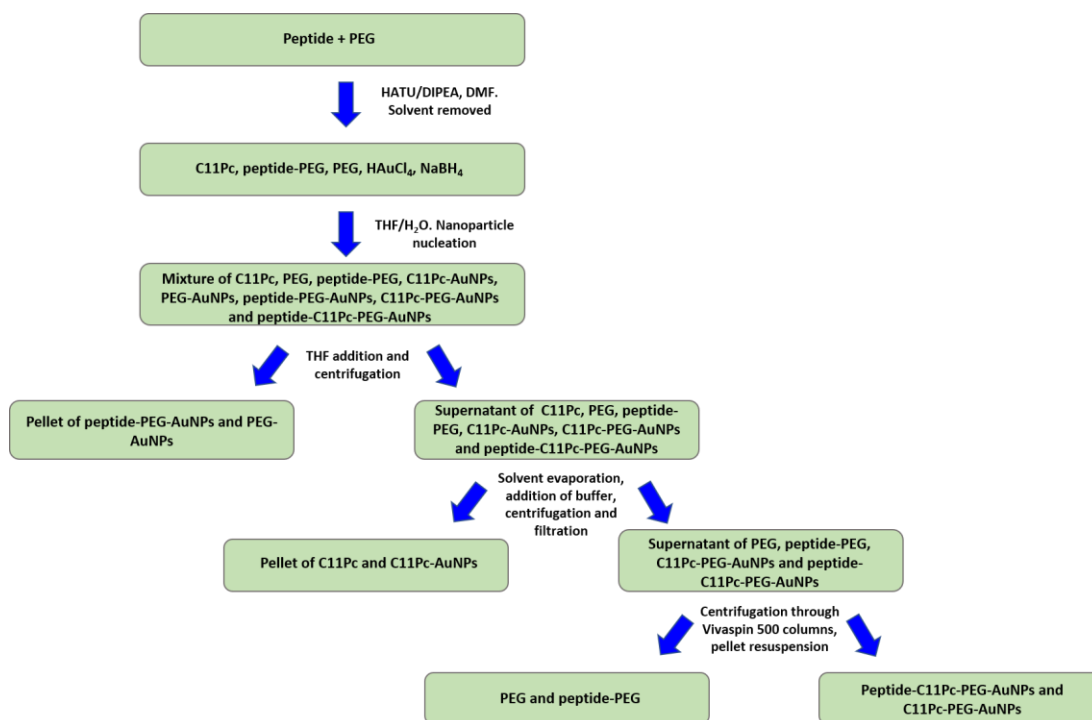 Peptide + PEG
HATU/DIPEA, DMF.
Solvent removed
C11Pc, peptide-PEG, PEG, HAuCl₄, NaBH₄
THF/H₂O. Nanoparticle
nucleation
Mixture of C11Pc, PEG, peptide-PEG, C11Pc-AuNPs,
PEG-AuNPs, peptide-PEG-AuNPs, C11Pc-PEG-AuNPs
and peptide-C11Pc-PEG-AuNPs
THF addition and
centrifugation
Pellet of peptide-PEG-AuNPs and PEG-
AuNPs
Supernatant of C11Pc, PEG, peptide-
PEG, C11Pc-AuNPs, C11Pc-PEG-AuNPs
and peptide-C11Pc-PEG-AuNPs
Solvent evaporation,
addition of buffer,
centrifugation and
filtration
Pellet of C11Pc and C11Pc-AuNPs
Supernatant of PEG, peptide-PEG,
C11Pc-PEG-AuNPs and peptide-
C11Pc-PEG-AuNPs
Centrifugation through
Vivaspin 500 columns,
pellet resuspension
PEG and peptide-PEG
Peptide-C11Pc-PEG-AuNPs and
C11Pc-PEG-AuNPs